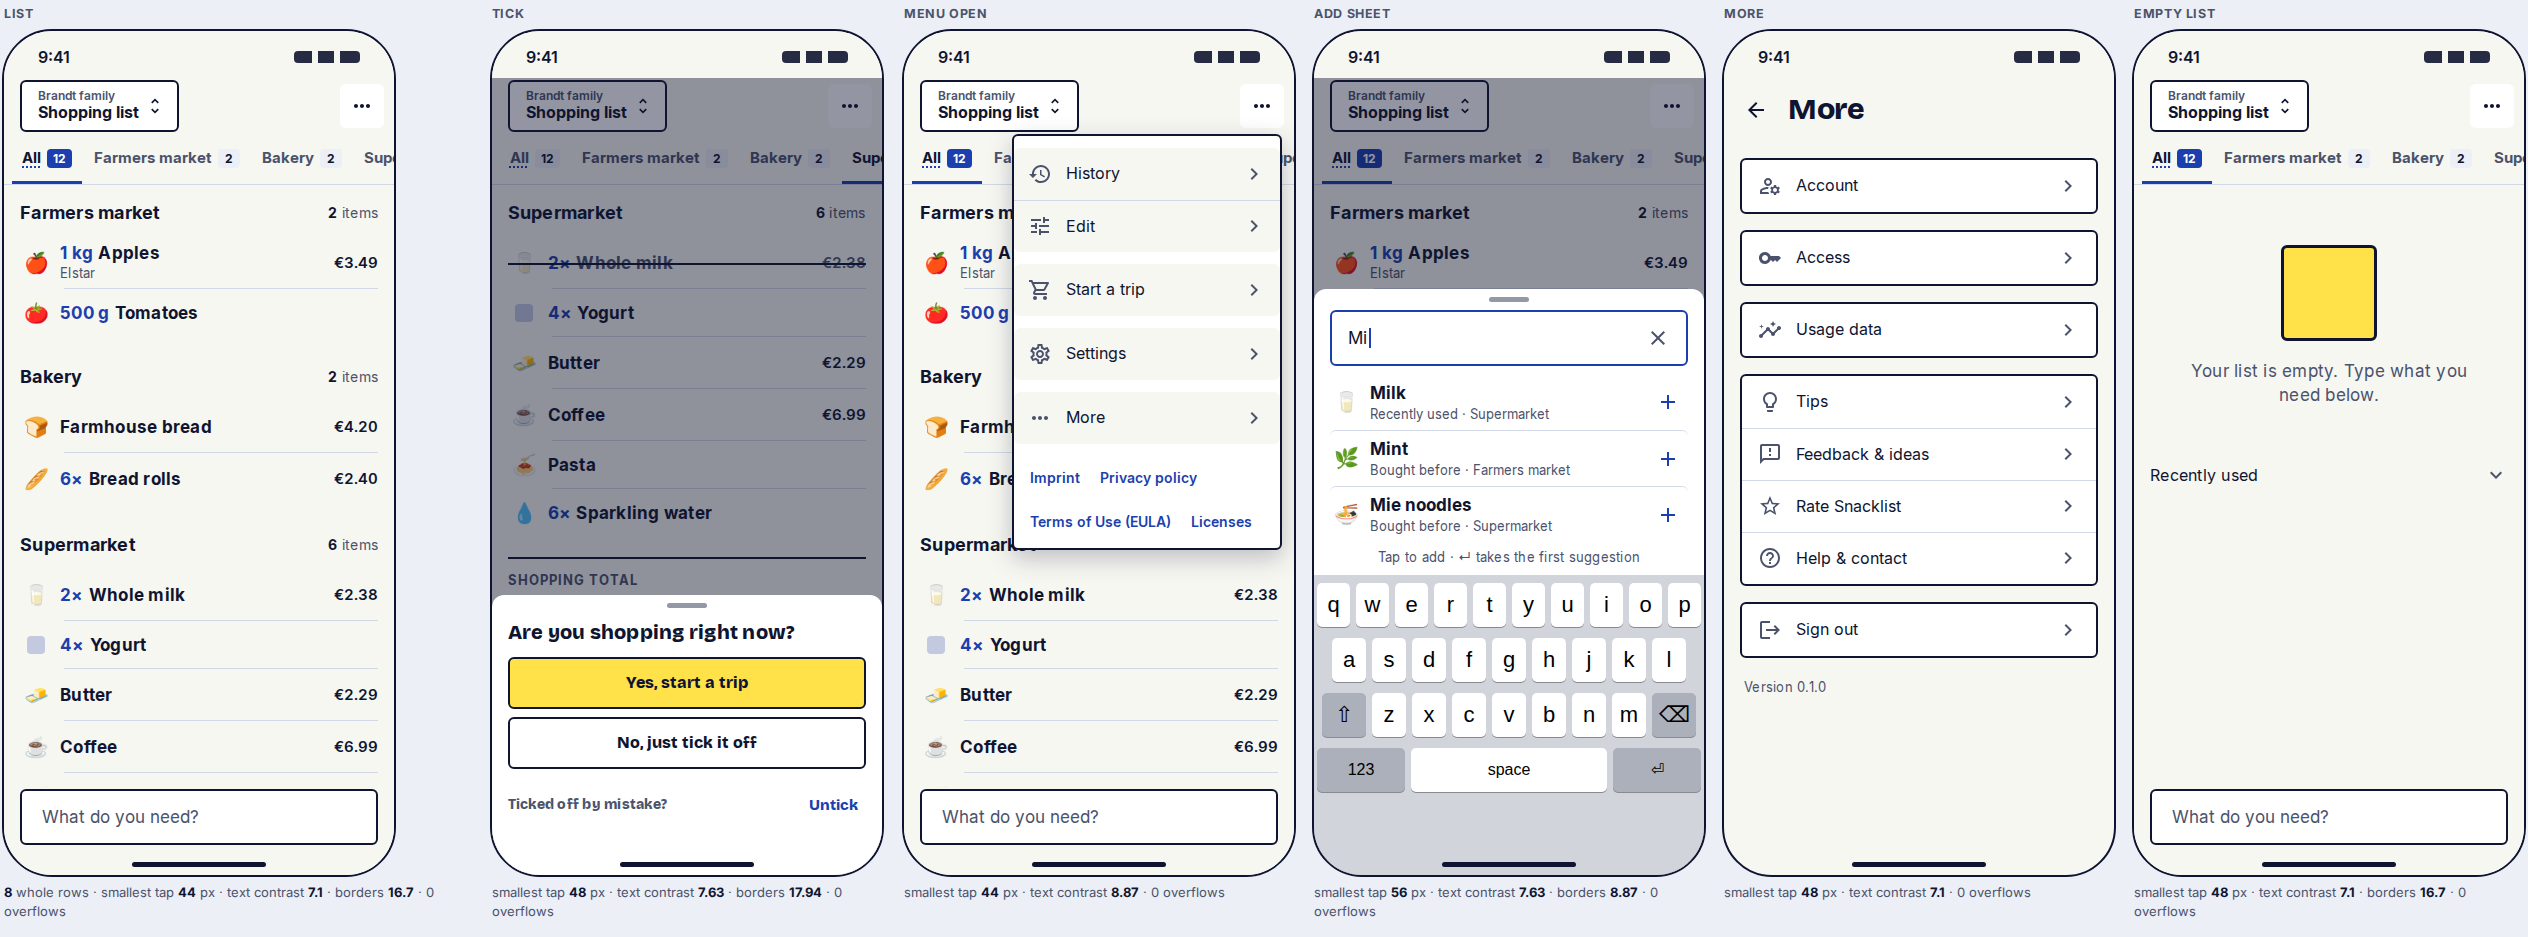 LIST
9:41
Brandt family
Shopping list
All 12 Farmers market 2 Bakery 2 Supe
Farmers market 2 items
1 kg Apples €3.49
Elstar
500 g Tomatoes
Bakery 2 items
Farmhouse bread €4.20
6× Bread rolls €2.40
Supermarket 6 items
2× Whole milk €2.38
4× Yogurt
Butter €2.29
Coffee €6.99
What do you need?
8 whole rows · smallest tap 44 px · text contrast 7.1 · borders 16.7 · 0
overflows
TICK
9:41
Brandt family
Shopping list
All 12 Farmers market 2 Bakery 2 Supe
Supermarket 6 items
2× Whole milk €2.38
4× Yogurt
Butter €2.29
Coffee €6.99
Pasta
6× Sparkling water
SHOPPING TOTAL
Are you shopping right now?
Yes, start a trip
No, just tick it off
Ticked off by mistake? Untick
smallest tap 48 px · text contrast 7.63 · borders 17.94 · 0
overflows
MENU OPEN
9:41
Brandt family
Shopping list
All 12 Fa upe
History
Edit
Start a trip
Settings
More
Imprint Privacy policy
Terms of Use (EULA) Licenses
Farmers m
1 kg A
Elstar
500 g
Bakery
Farmh
6× Bre
Supermarket
2× Whole milk €2.38
4× Yogurt
Butter €2.29
Coffee €6.99
What do you need?
smallest tap 44 px · text contrast 8.87 · 0 overflows
ADD SHEET
9:41
Brandt family
Shopping list
All 12 Farmers market 2 Bakery 2 Supe
Farmers market 2 items
1 kg Apples €3.49
Elstar
Mi
Milk
Recently used · Supermarket
Mint
Bought before · Farmers market
Mie noodles
Bought before · Supermarket
Tap to add · ↵ takes the first suggestion
q w e r t y u i o p
a s d f g h j k l
⇧ z x c v b n m ⌫
123 space ⏎
smallest tap 56 px · text contrast 7.63 · borders 8.87 · 0
overflows
MORE
9:41
More
Account
Access
Usage data
Tips
Feedback & ideas
Rate Snacklist
Help & contact
Sign out
Version 0.1.0
smallest tap 48 px · text contrast 7.1 · 0 overflows
EMPTY LIST
9:41
Brandt family
Shopping list
All 12 Farmers market 2 Bakery 2 Supe
Your list is empty. Type what you
need below.
Recently used
What do you need?
smallest tap 48 px · text contrast 7.1 · borders 16.7 · 0
overflows